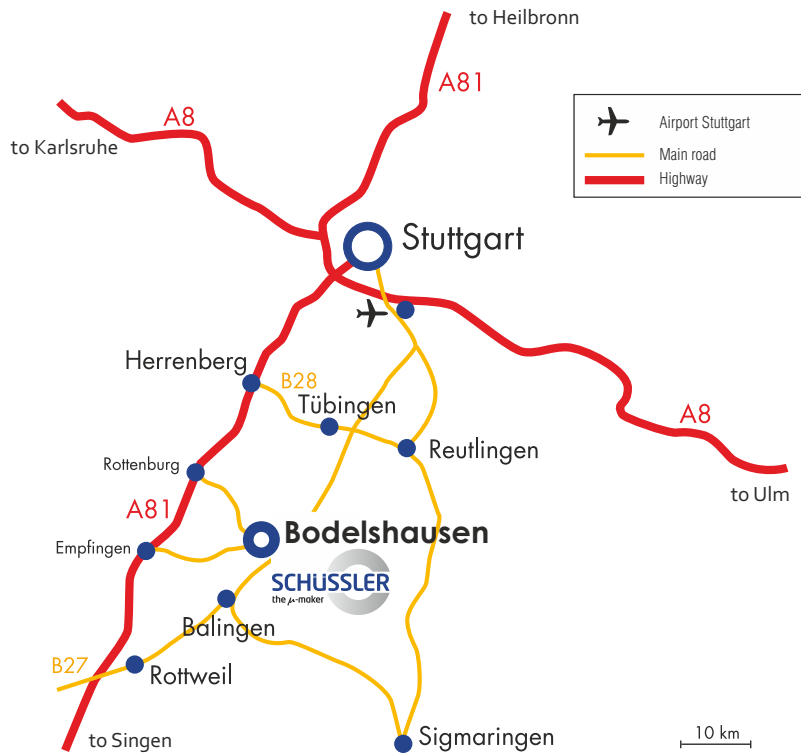 to Heilbronn
A81
A8
to Karlsruhe
Airport Stuttgart
Main road
Highway
Stuttgart
Herrenberg
B28
Tübingen
A8
Reutlingen
Rottenburg
to Ulm
A81
Bodelshausen
Empfingen
SCHÜSSLER
the µ-maker
Balingen
B27
Rottweil
to Singen
Sigmaringen
10 km